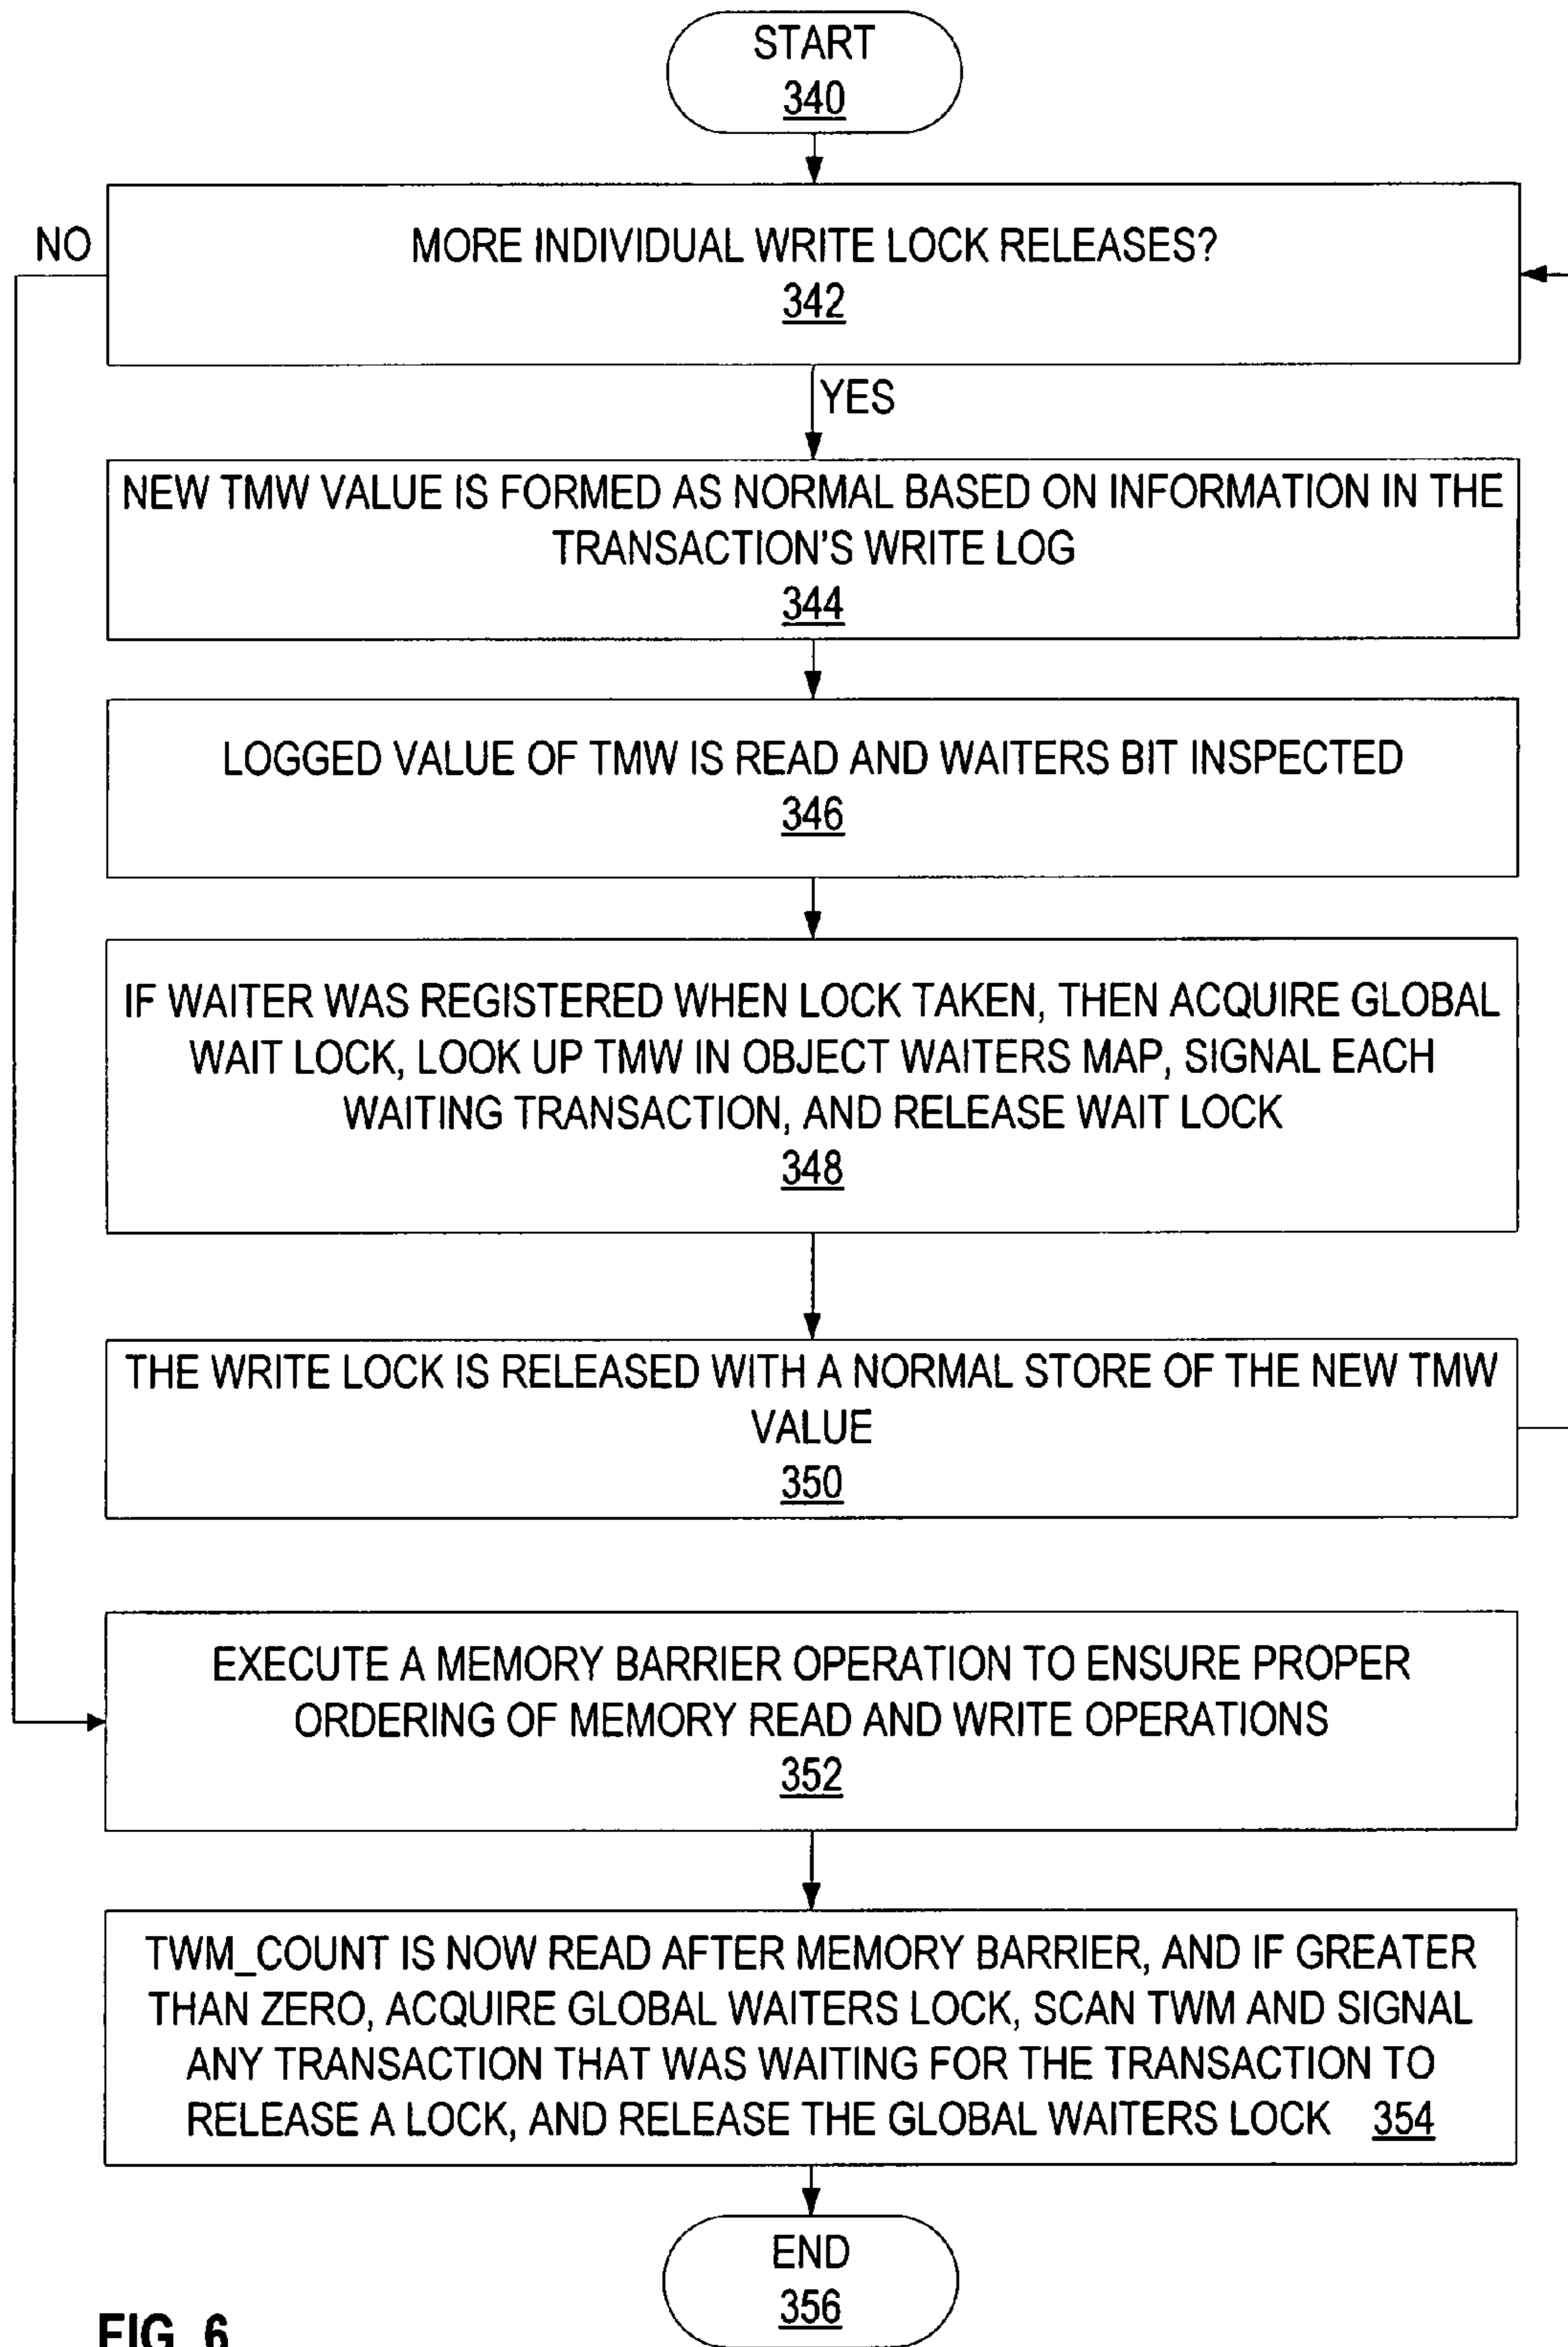 START
340
NO
MORE INDIVIDUAL WRITE LOCK RELEASES?
342
YES
NEW TMW VALUE IS FORMED AS NORMAL BASED ON INFORMATION IN THE
TRANSACTION'S WRITE LOG
344
LOGGED VALUE OF TMW IS READ AND WAITERS BIT INSPECTED
346
IF WAITER WAS REGISTERED WHEN LOCK TAKEN, THEN ACQUIRE GLOBAL
WAIT LOCK, LOOK UP TMW IN OBJECT WAITERS MAP, SIGNAL EACH
WAITING TRANSACTION, AND RELEASE WAIT LOCK
348
THE WRITE LOCK IS RELEASED WITH A NORMAL STORE OF THE NEW TMW
VALUE
350
EXECUTE A MEMORY BARRIER OPERATION TO ENSURE PROPER
ORDERING OF MEMORY READ AND WRITE OPERATIONS
352
TWM_COUNT IS NOW READ AFTER MEMORY BARRIER, AND IF GREATER
THAN ZERO, ACQUIRE GLOBAL WAITERS LOCK, SCAN TWM AND SIGNAL
ANY TRANSACTION THAT WAS WAITING FOR THE TRANSACTION TO
RELEASE A LOCK, AND RELEASE THE GLOBAL WAITERS LOCK 354
END
356
FIG. 6